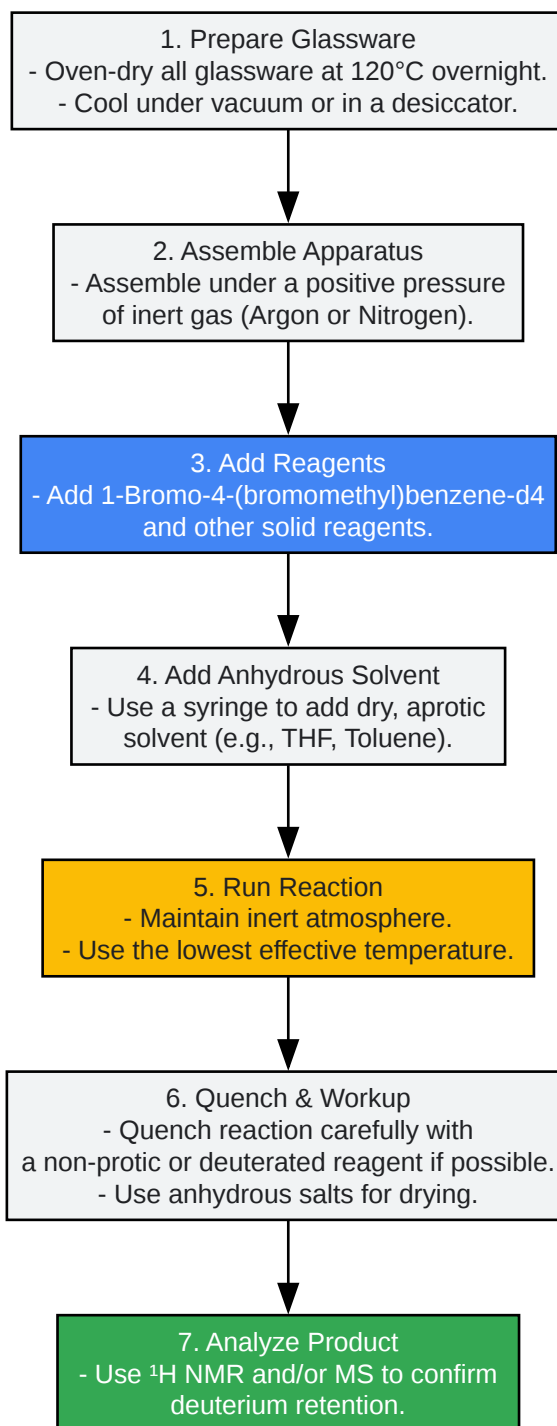 1. Prepare Glassware
- Oven-dry all glassware at 120°C overnight.
- Cool under vacuum or in a desiccator.
2. Assemble Apparatus
- Assemble under a positive pressure
of inert gas (Argon or Nitrogen).
3. Add Reagents
- Add 1-Bromo-4-(bromomethyl)benzene-d4
and other solid reagents.
4. Add Anhydrous Solvent
- Use a syringe to add dry, aprotic
solvent (e.g., THF, Toluene).
5. Run Reaction
- Maintain inert atmosphere.
- Use the lowest effective temperature.
6. Quench & Workup
- Quench reaction carefully with
a non-protic or deuterated reagent if possible.
- Use anhydrous salts for drying.
7. Analyze Product
- Use ¹H NMR and/or MS to confirm
deuterium retention.